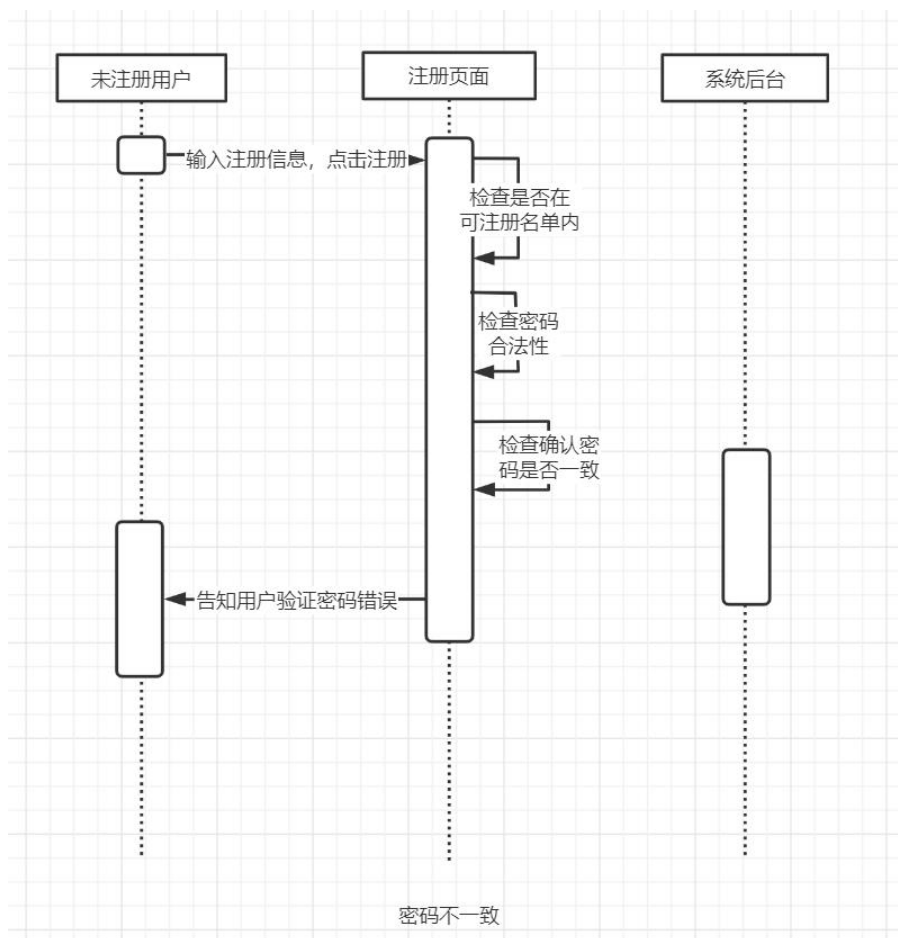 未注册用户
注册页面
系统后台
输入注册信息，点击注册
检查是否在
可注册名单内
检查密码
合法性
检查确认密
码是否一致
告知用户验证密码错误
密码不一致